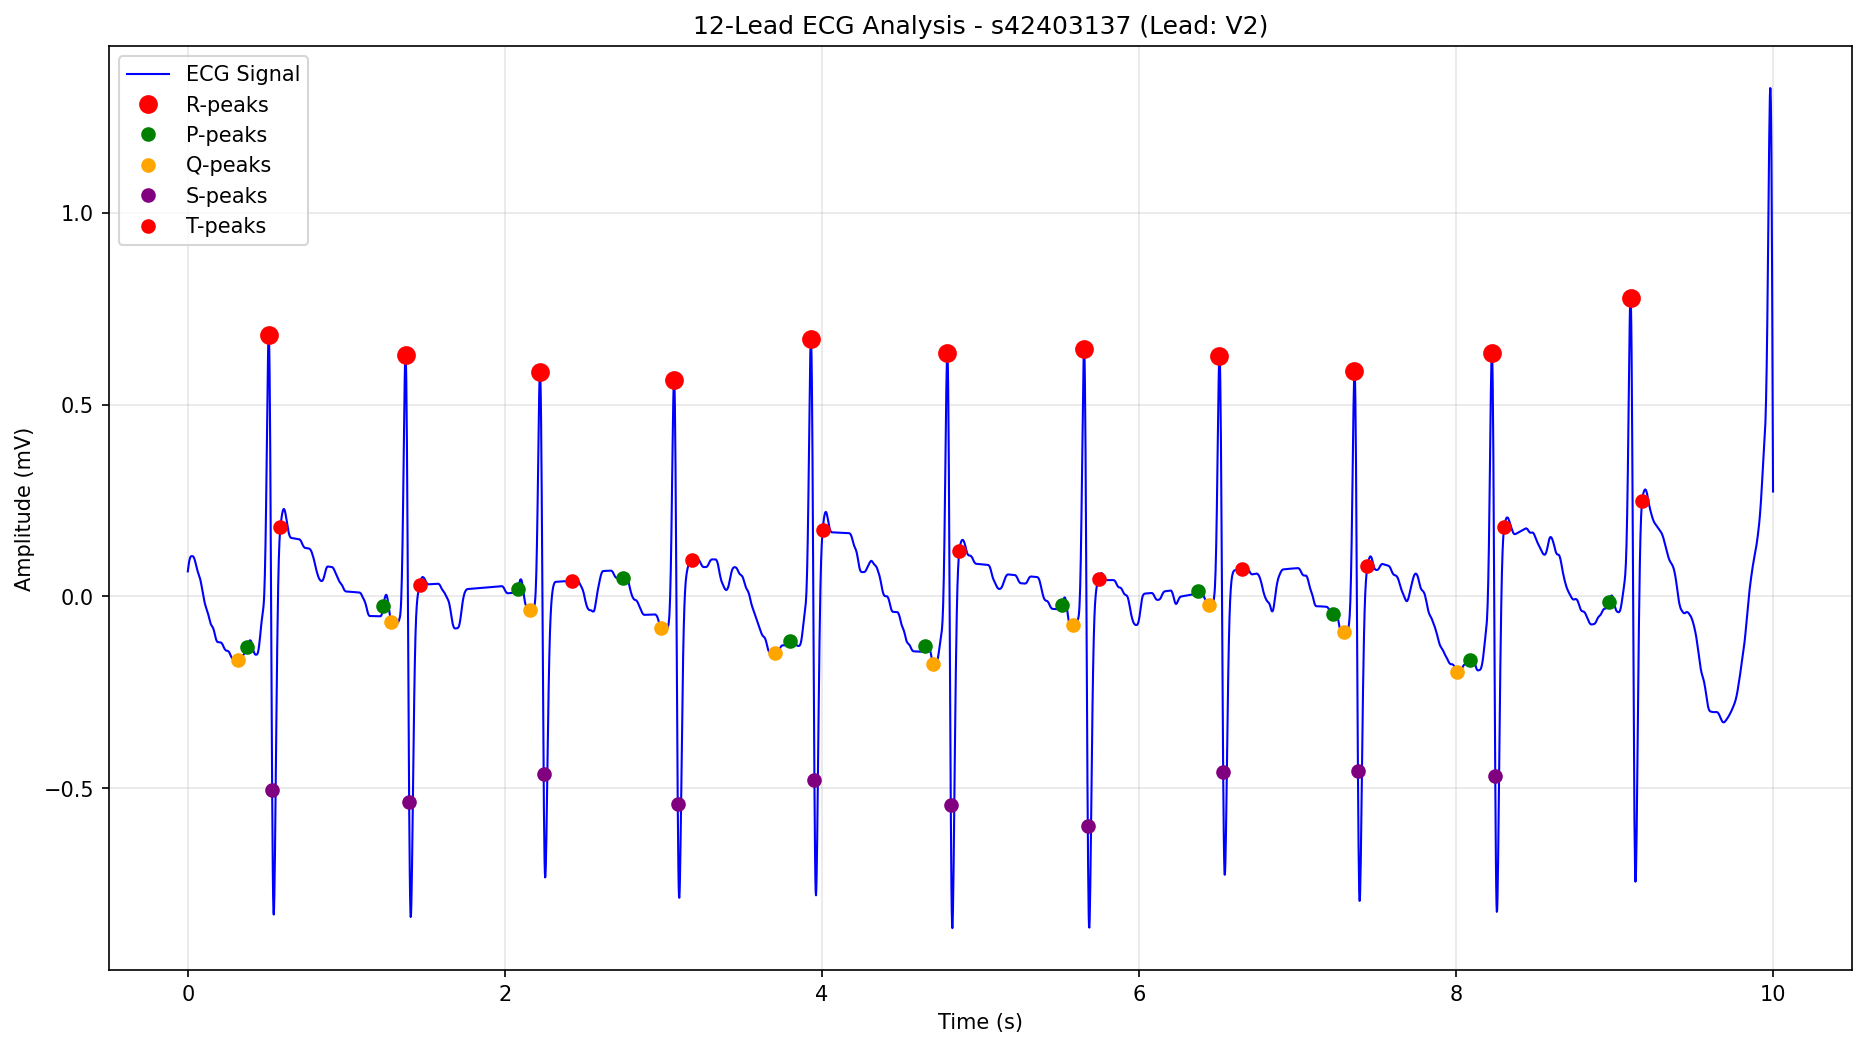 12-Lead ECG Analysis - s42403137 (Lead: V2)
ECG Signal
R-peaks
P-peaks
Q-peaks
S-peaks
T-peaks
Amplitude (mV)
1.0
0.5
0.0
−0.5
0
2
4
6
8
10
Time (s)